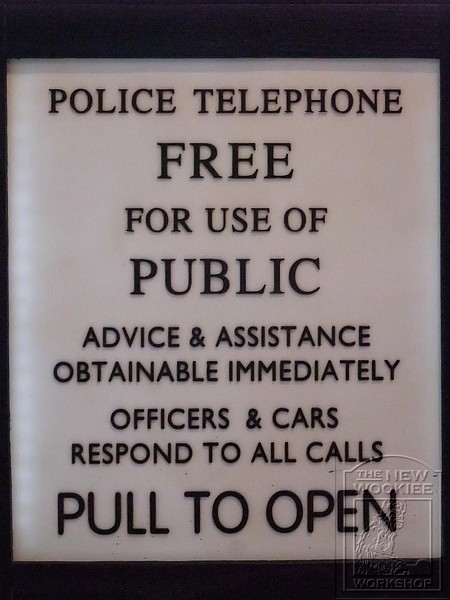 POLICE TELEPHONE
FREE
FOR USE OF
PUBLIC
ADVICE & ASSISTANCE
OBTAINABLE IMMEDIATELY
OFFICERS & CARS
RESPOND TO ALL CALLS
PULL TO OPEN
THE NEW
WOOKIEE
WORKSHOP